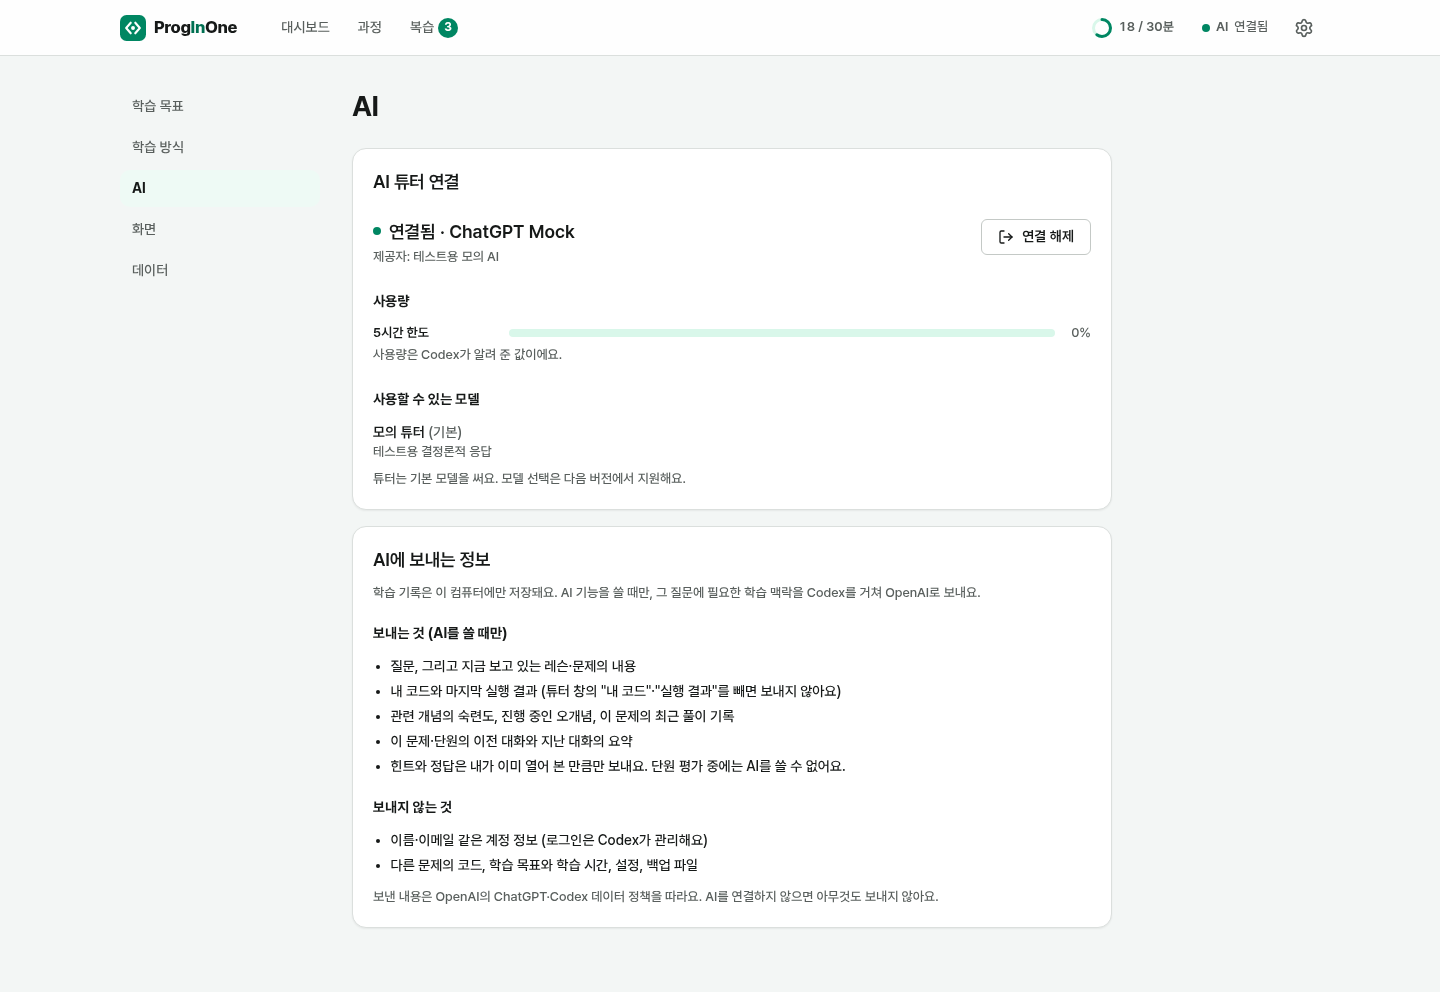 ProgInOne
대시보드
과정
복습 3
18 / 30분
AI 연결됨
학습 목표
학습 방식
AI
화면
데이터
AI
AI 튜터 연결
연결됨 · ChatGPT Mock
제공자: 테스트용 모의 AI
연결 해제
사용량
5시간 한도
0%
사용량은 Codex가 알려 준 값이에요.
사용할 수 있는 모델
모의 튜터 (기본)
테스트용 결정론적 응답
튜터는 기본 모델을 써요. 모델 선택은 다음 버전에서 지원해요.
AI에 보내는 정보
학습 기록은 이 컴퓨터에만 저장돼요. AI 기능을 쓸 때만, 그 질문에 필요한 학습 맥락을 Codex를 거쳐 OpenAI로 보내요.
보내는 것 (AI를 쓸 때만)
• 질문, 그리고 지금 보고 있는 레슨·문제의 내용
• 내 코드와 마지막 실행 결과 (튜터 창의 "내 코드"·"실행 결과"를 빼면 보내지 않아요)
• 관련 개념의 숙련도, 진행 중인 오개념, 이 문제의 최근 풀이 기록
• 이 문제·단원의 이전 대화와 지난 대화의 요약
• 힌트와 정답은 내가 이미 열어 본 만큼만 보내요. 단원 평가 중에는 AI를 쓸 수 없어요.
보내지 않는 것
• 이름·이메일 같은 계정 정보 (로그인은 Codex가 관리해요)
• 다른 문제의 코드, 학습 목표와 학습 시간, 설정, 백업 파일
보낸 내용은 OpenAI의 ChatGPT·Codex 데이터 정책을 따라요. AI를 연결하지 않으면 아무것도 보내지 않아요.